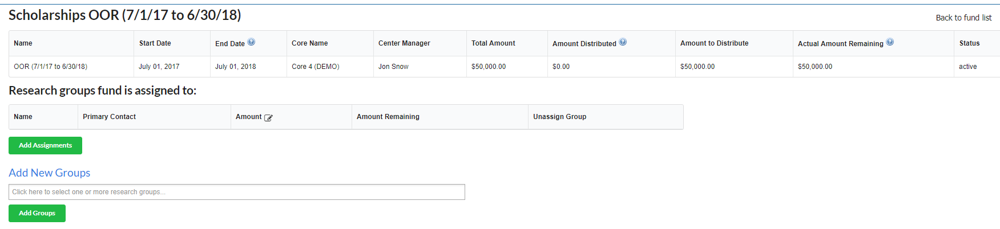 Scholarships OOR (7/1/17 to 6/30/18)
Back to fund list
Name Start Date End Date Core Name Center Manager Total Amount Amount Distributed Amount to Distribute Actual Amount Remaining Status
OOR (7/1/17 to 6/30/18) July 01, 2017 July 01, 2018 Core 4 (DEMO) Jon Snow $50,000.00 $0.00 $50,000.00 $50,000.00 active
Research groups fund is assigned to:
Name Primary Contact Amount Amount Remaining Unassign Group
Add Assignments
Add New Groups
Click here to select one or more research groups...
Add Groups